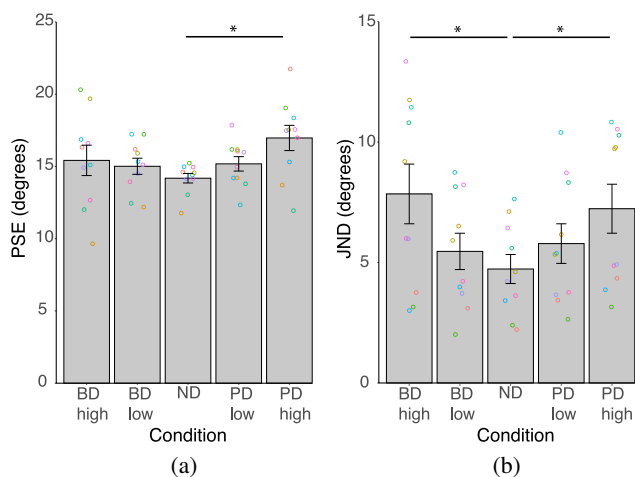 25
20
15
10
5
0
PSE (degrees)
*
BD high
BD low
ND
PD low
PD high
Condition
(a)
15
10
5
0
JND (degrees)
*
*
BD high
BD low
ND
PD low
PD high
Condition
(b)